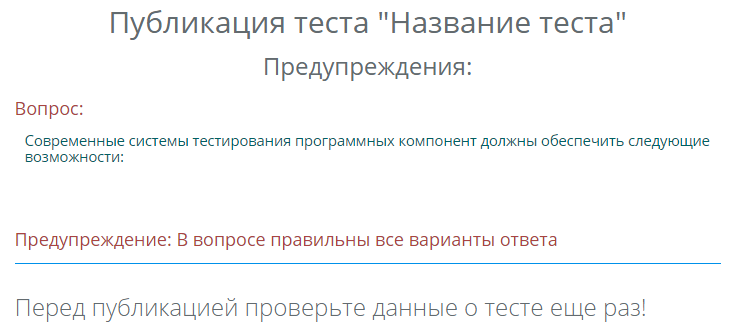 Публикация теста "Название теста"
Предупреждения:
Вопрос:
Современные системы тестирования программных компонент должны обеспечить следующие
возможности:
Предупреждение: В вопросе правильны все варианты ответа
Перед публикацией проверьте данные о тесте еще раз!